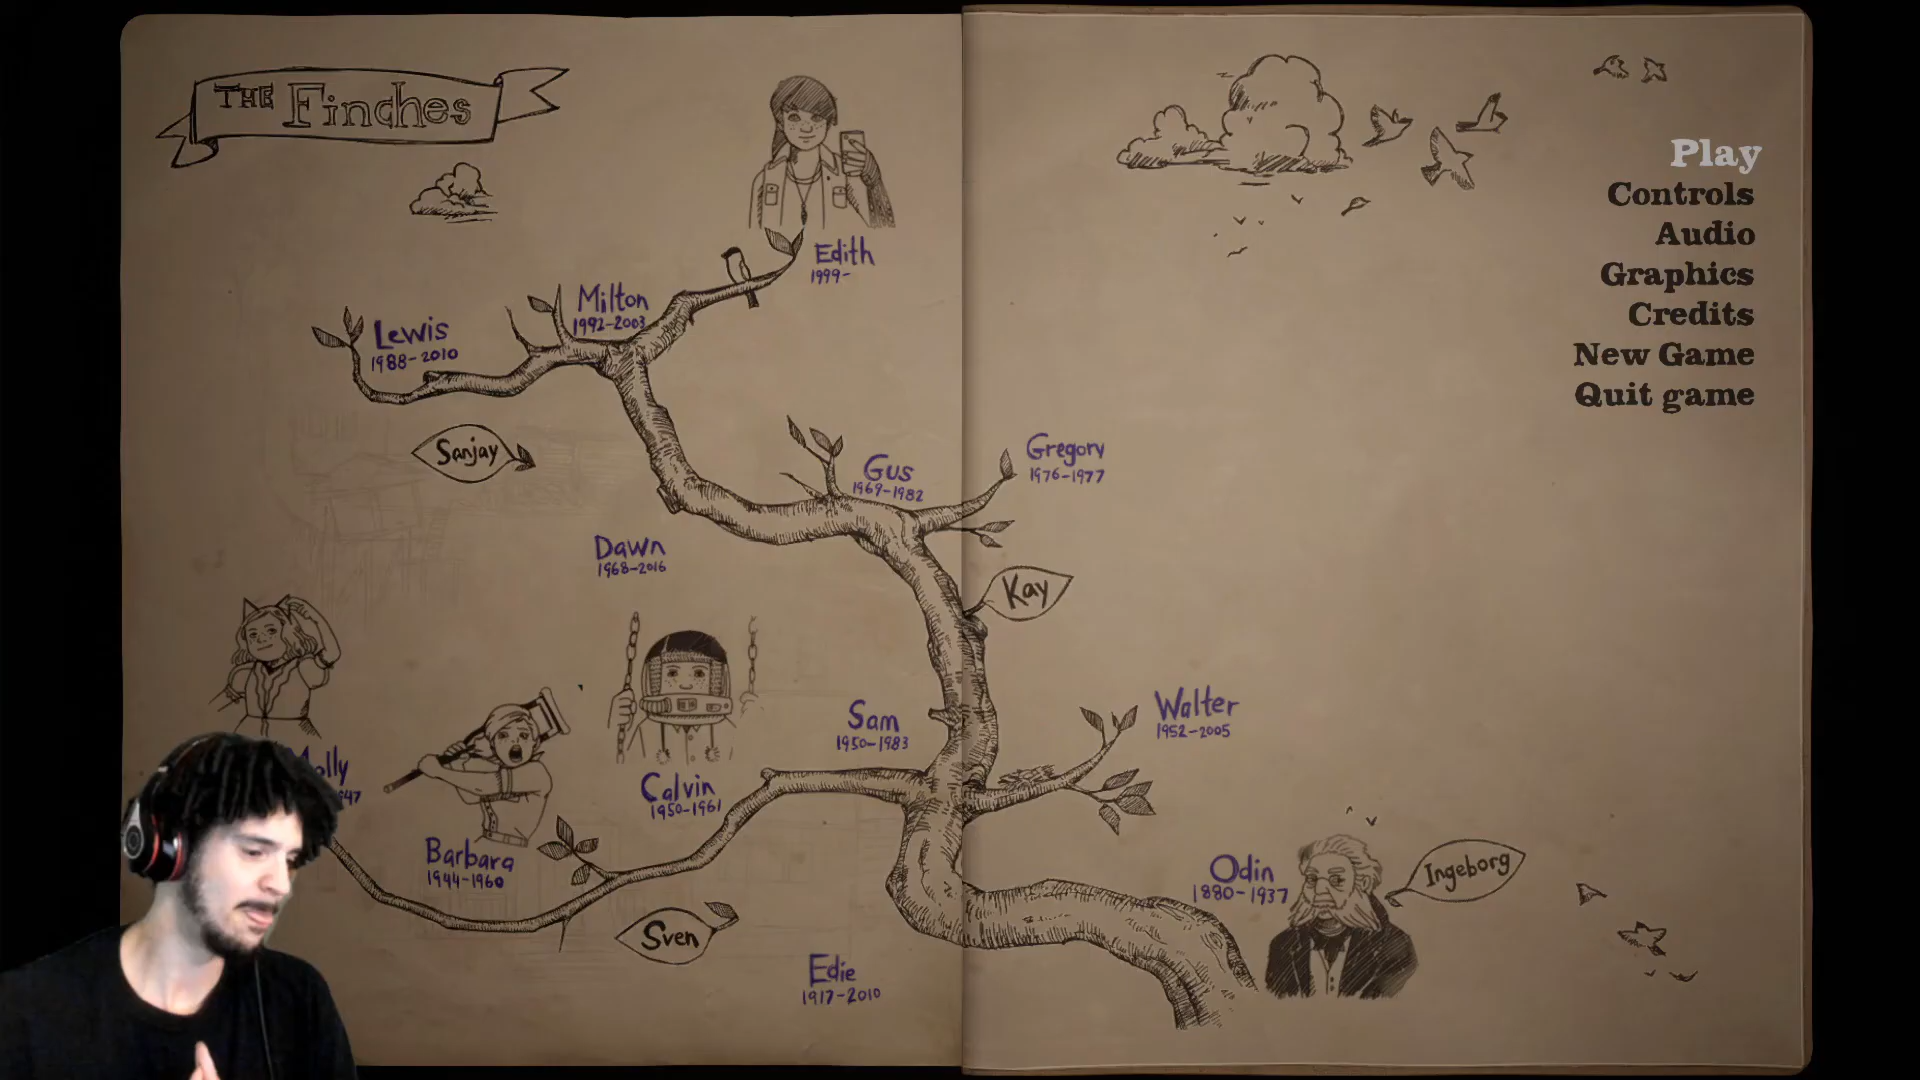 THE Finches
Edith
1999-
Milton
1992-2003
Lewis
1988-2010
Sanjay
Gus
1969-1982
Gregory
1976-1977
Dawn
1968-2016
Kay
Sam
1950-1983
Walter
1952-2005
Calvin
1950-1961
Barbara
1944-1960
Odin
1880-1937
Ingeborg
Sven
Edie
1917-2010
Play
Controls
Audio
Graphics
Credits
New Game
Quit game